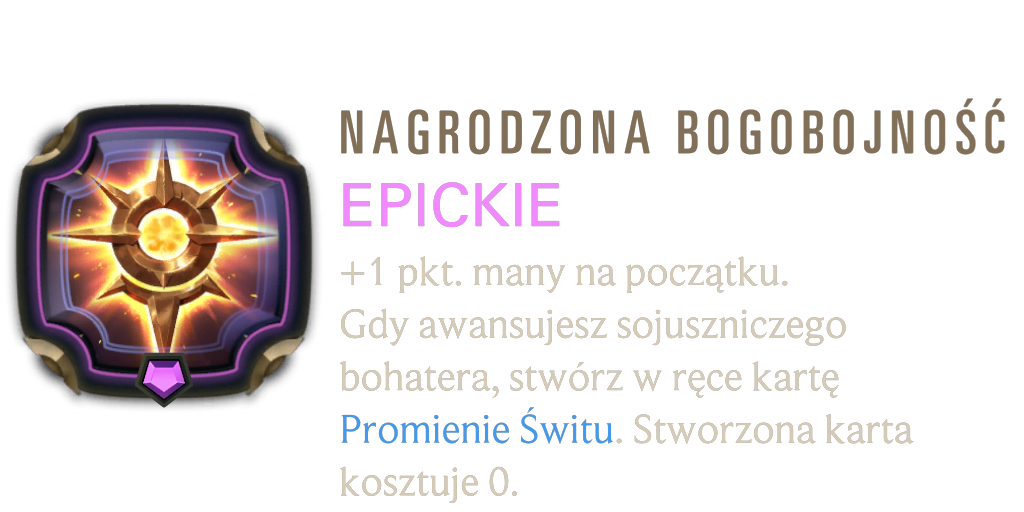 NAGRODZONA BOGOBOJNOŚĆ
EPICKIE
+1 pkt. many na początku.
Gdy awansujesz sojuszniczego
bohatera, stwórz w ręce kartę
Promienie Świtu. Stworzona karta
kosztuje 0.